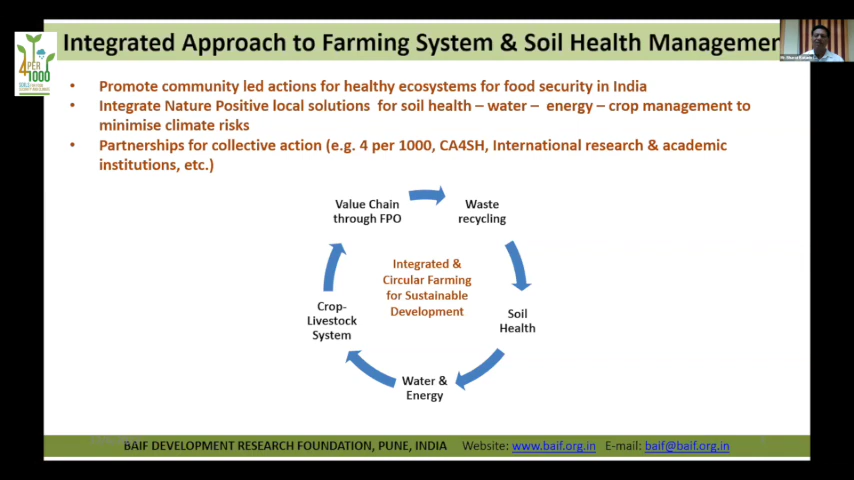 Integrated Approach to Farming System & Soil Health Managemen
4 PER
1000
• Promote community led actions for healthy ecosystems for food security in India
• Integrate Nature Positive local solutions for soil health – water – energy – crop management to
minimise climate risks
• Partnerships for collective action (e.g. 4 per 1000, CA4SH, International research & academic
institutions, etc.)
Value Chain
through FPO
Waste
recycling
Integrated &
Circular Farming
for Sustainable
Development
Soil
Health
Crop-
Livestock
System
Water &
Energy
BAIF DEVELOPMENT RESEARCH FOUNDATION, PUNE, INDIA Website: www.baif.org.in E-mail: baif@baif.org.in